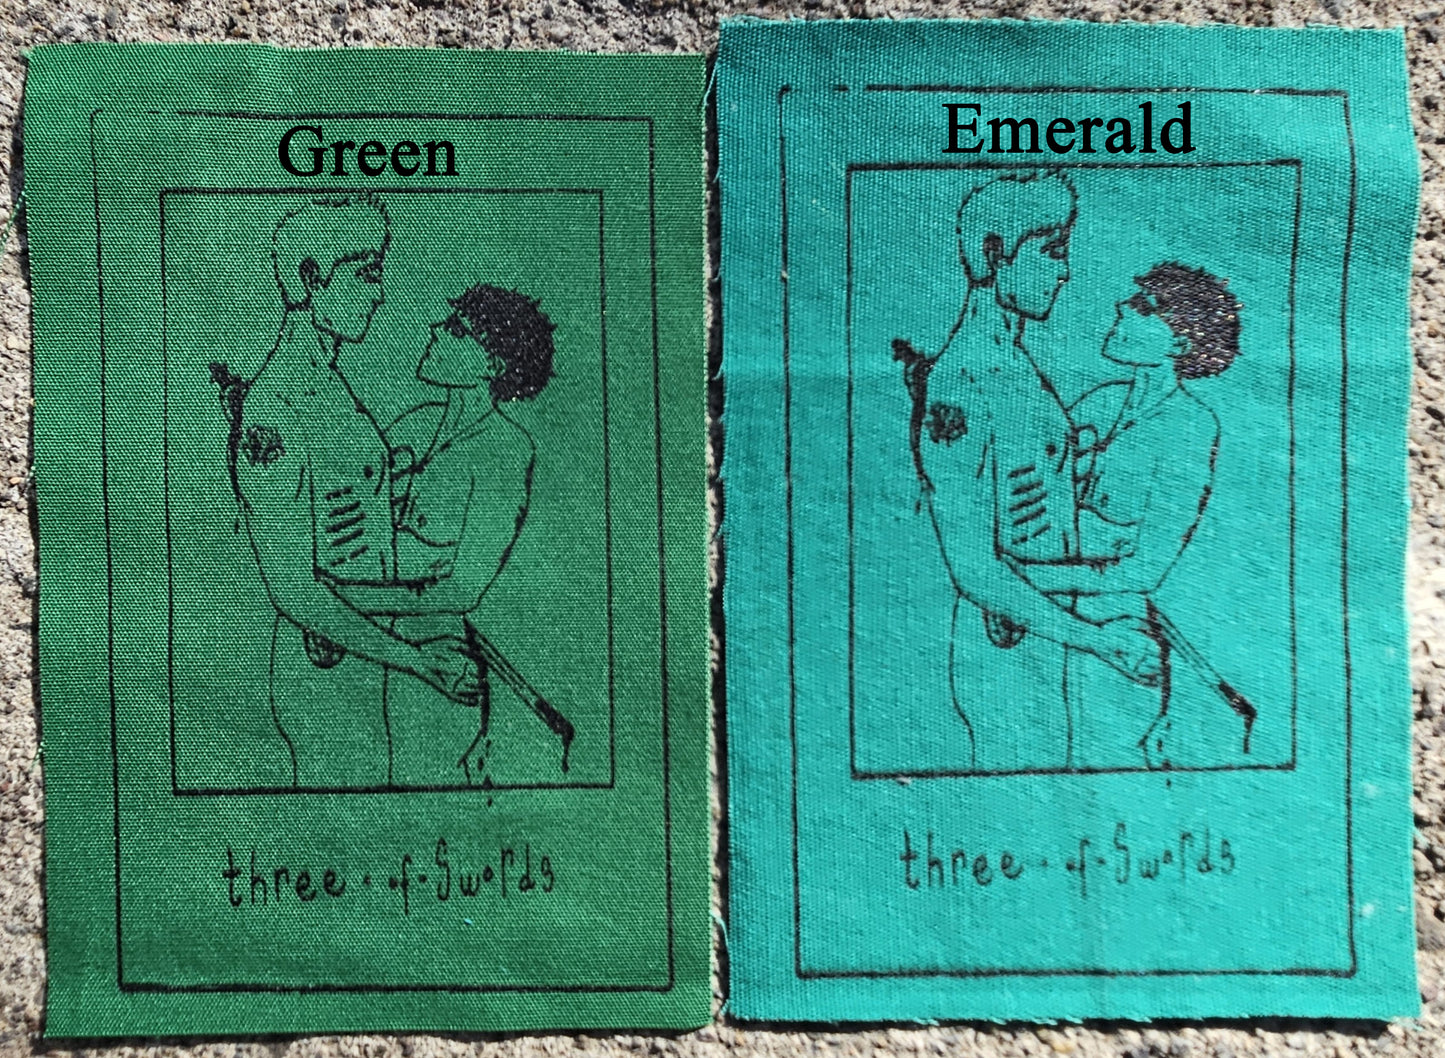 Green
Emerald
three · of · Swords
three · of · Swords